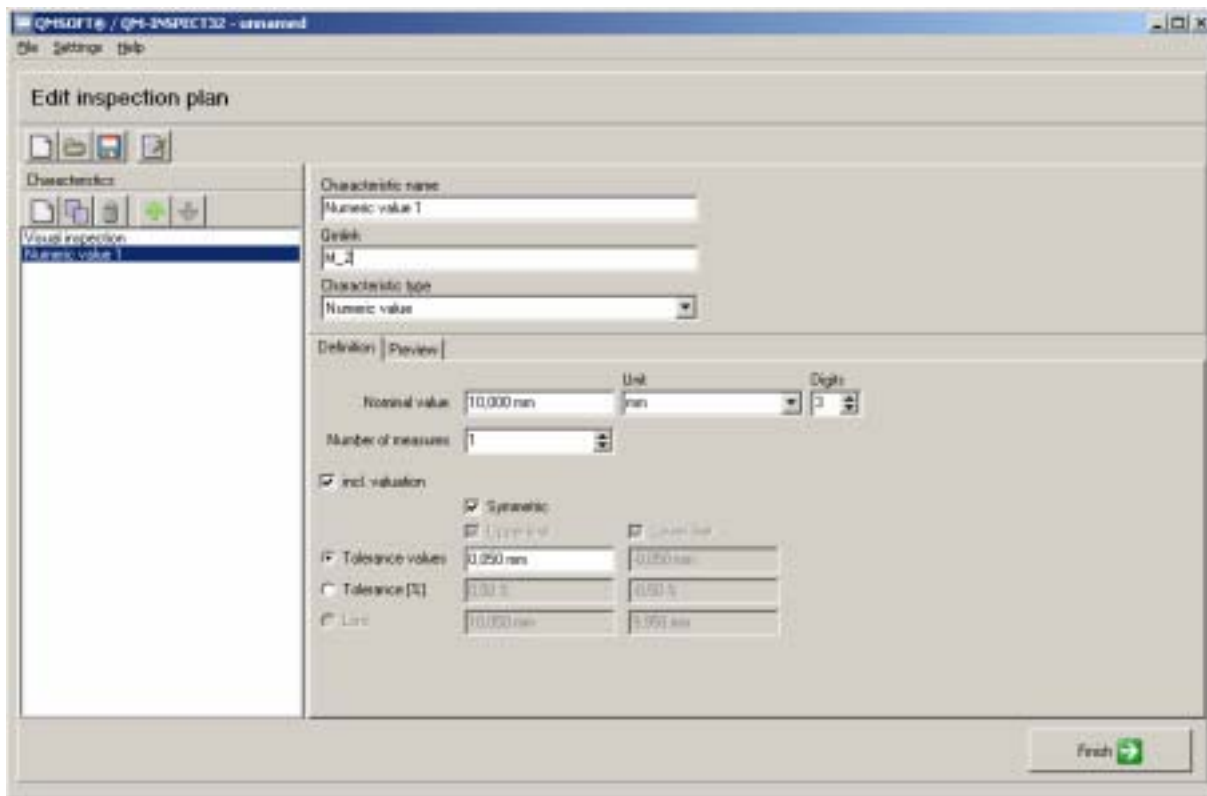 QMSOFT® / QM-INSPECT32 - unnamed
File Settings Help
Edit inspection plan
Characteristics
Visual inspection
Numeric value 1
Characteristic name
Numeric value 1
Qmlink
M_2
Characteristic type
Numeric value
Definition Preview
Unit Digits
Nominal value 10,000 mm mm 3
Number of measures 1
incl. valuation
Symmetric
Upper limit Lower limit
Tolerance values 0,050 mm -0,050 mm
Tolerance [%] 0,50 % -0,50 %
Limit 10,050 mm 9,950 mm
Finish